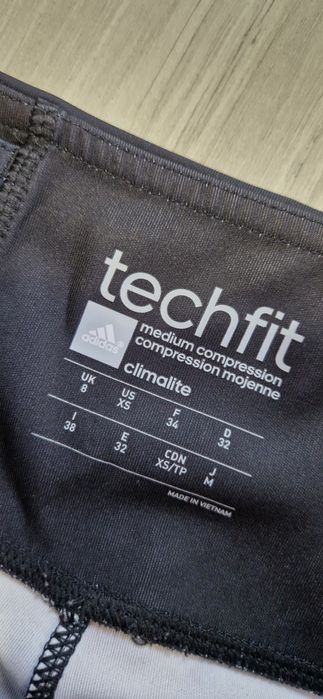 techfit
adidas
medium compression
compression mojenne
climalite
UK US F D
8 XS 34 32
I E CDN J
38 32 XS/TP M
MADE IN VIETNAM